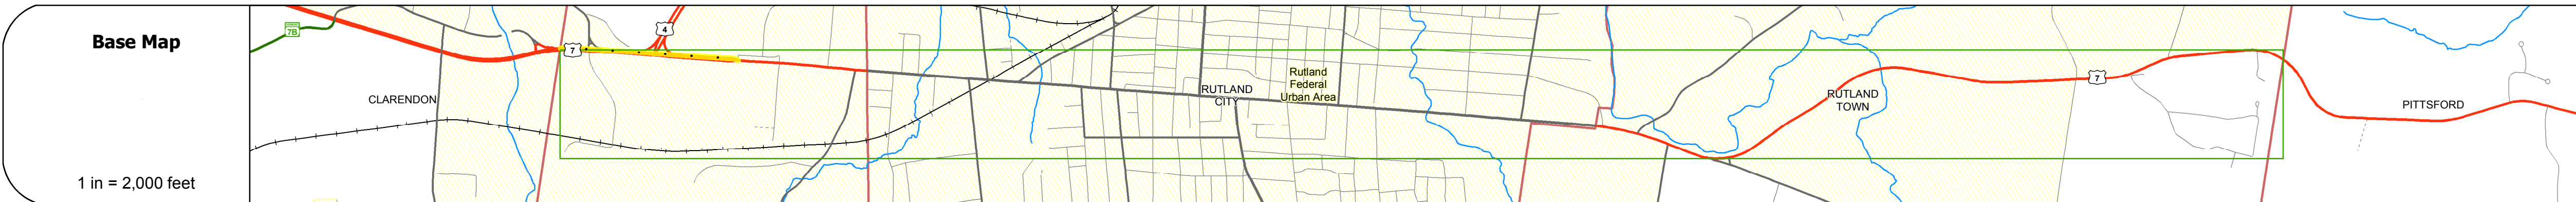 Base Map
1 in = 2,000 feet
7B
CLARENDON
7
4
RUTLAND
CITY
Rutland
Federal
Urban Area
RUTLAND
TOWN
7
PITTSFORD